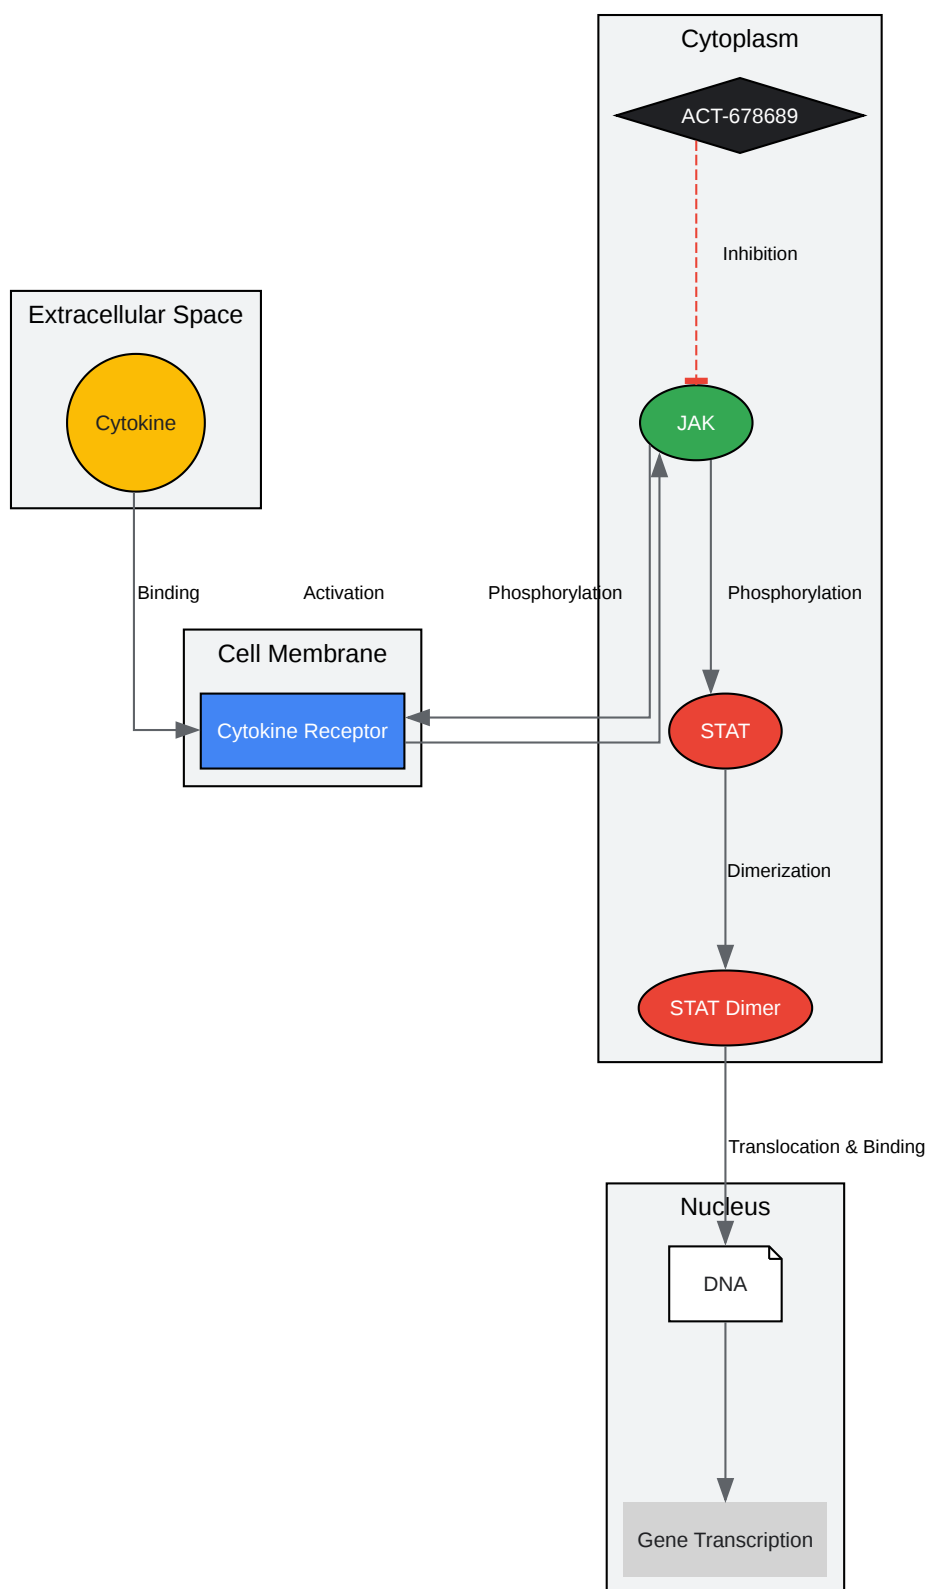 Cytoplasm
ACT-678689
Inhibition
Extracellular Space
Cytokine
JAK
Binding
Activation
Phosphorylation
Phosphorylation
Cell Membrane
Cytokine Receptor
STAT
Dimerization
STAT Dimer
Translocation & Binding
Nucleus
DNA
Gene Transcription